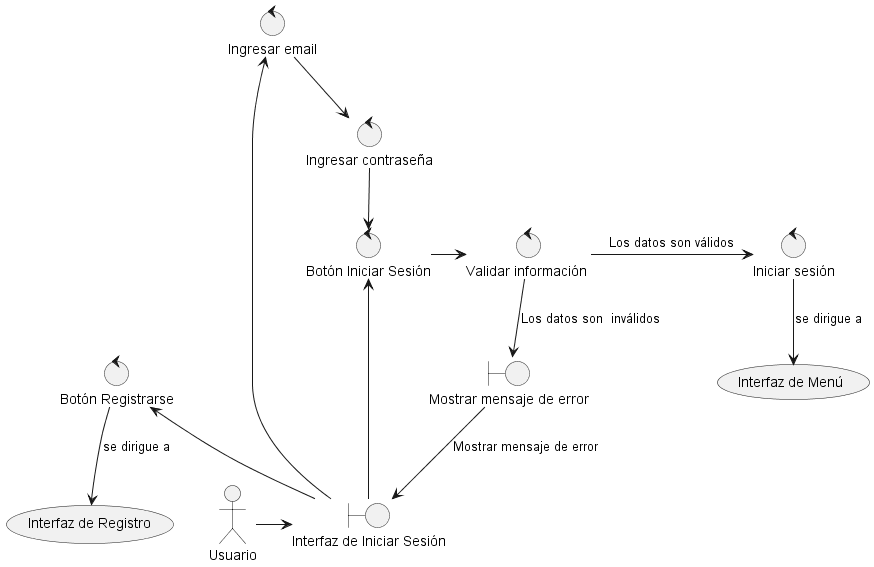 Ingresar email
Ingresar contraseña
Botón Iniciar Sesión
Validar información
Los datos son válidos
Iniciar sesión
Los datos son  inválidos
se dirigue a
Botón Registrarse
Mostrar mensaje de error
Interfaz de Menú
se dirigue a
Mostrar mensaje de error
Interfaz de Registro
Usuario
Interfaz de Iniciar Sesión